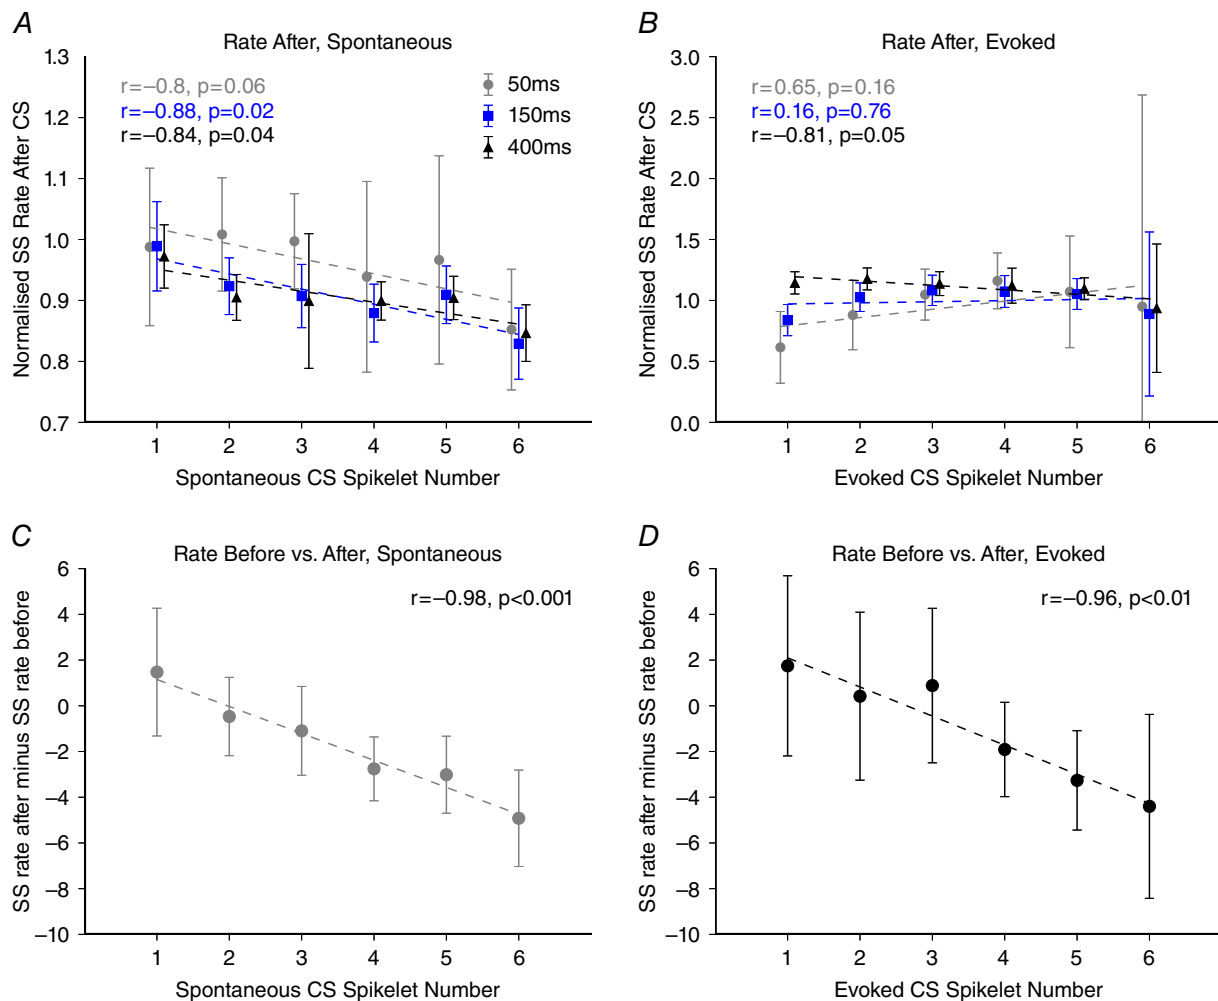 A
Rate After, Spontaneous
1.3
1.2
1.1
1.0
0.9
0.8
0.7
Normalised SS Rate After CS
r=−0.8, p=0.06
r=−0.88, p=0.02
r=−0.84, p=0.04
50ms
150ms
400ms
1 2 3 4 5 6
Spontaneous CS Spikelet Number
B
Rate After, Evoked
3.0
2.5
2.0
1.5
1.0
0.5
0.0
Normalised SS Rate After CS
r=0.65, p=0.16
r=0.16, p=0.76
r=−0.81, p=0.05
1 2 3 4 5 6
Evoked CS Spikelet Number
C
Rate Before vs. After, Spontaneous
6
4
2
0
−2
−4
−6
−8
−10
SS rate after minus SS rate before
r=−0.98, p<0.001
1 2 3 4 5 6
Spontaneous CS Spikelet Number
D
Rate Before vs. After, Evoked
6
4
2
0
−2
−4
−6
−8
−10
SS rate after minus SS rate before
r=−0.96, p<0.01
1 2 3 4 5 6
Evoked CS Spikelet Number